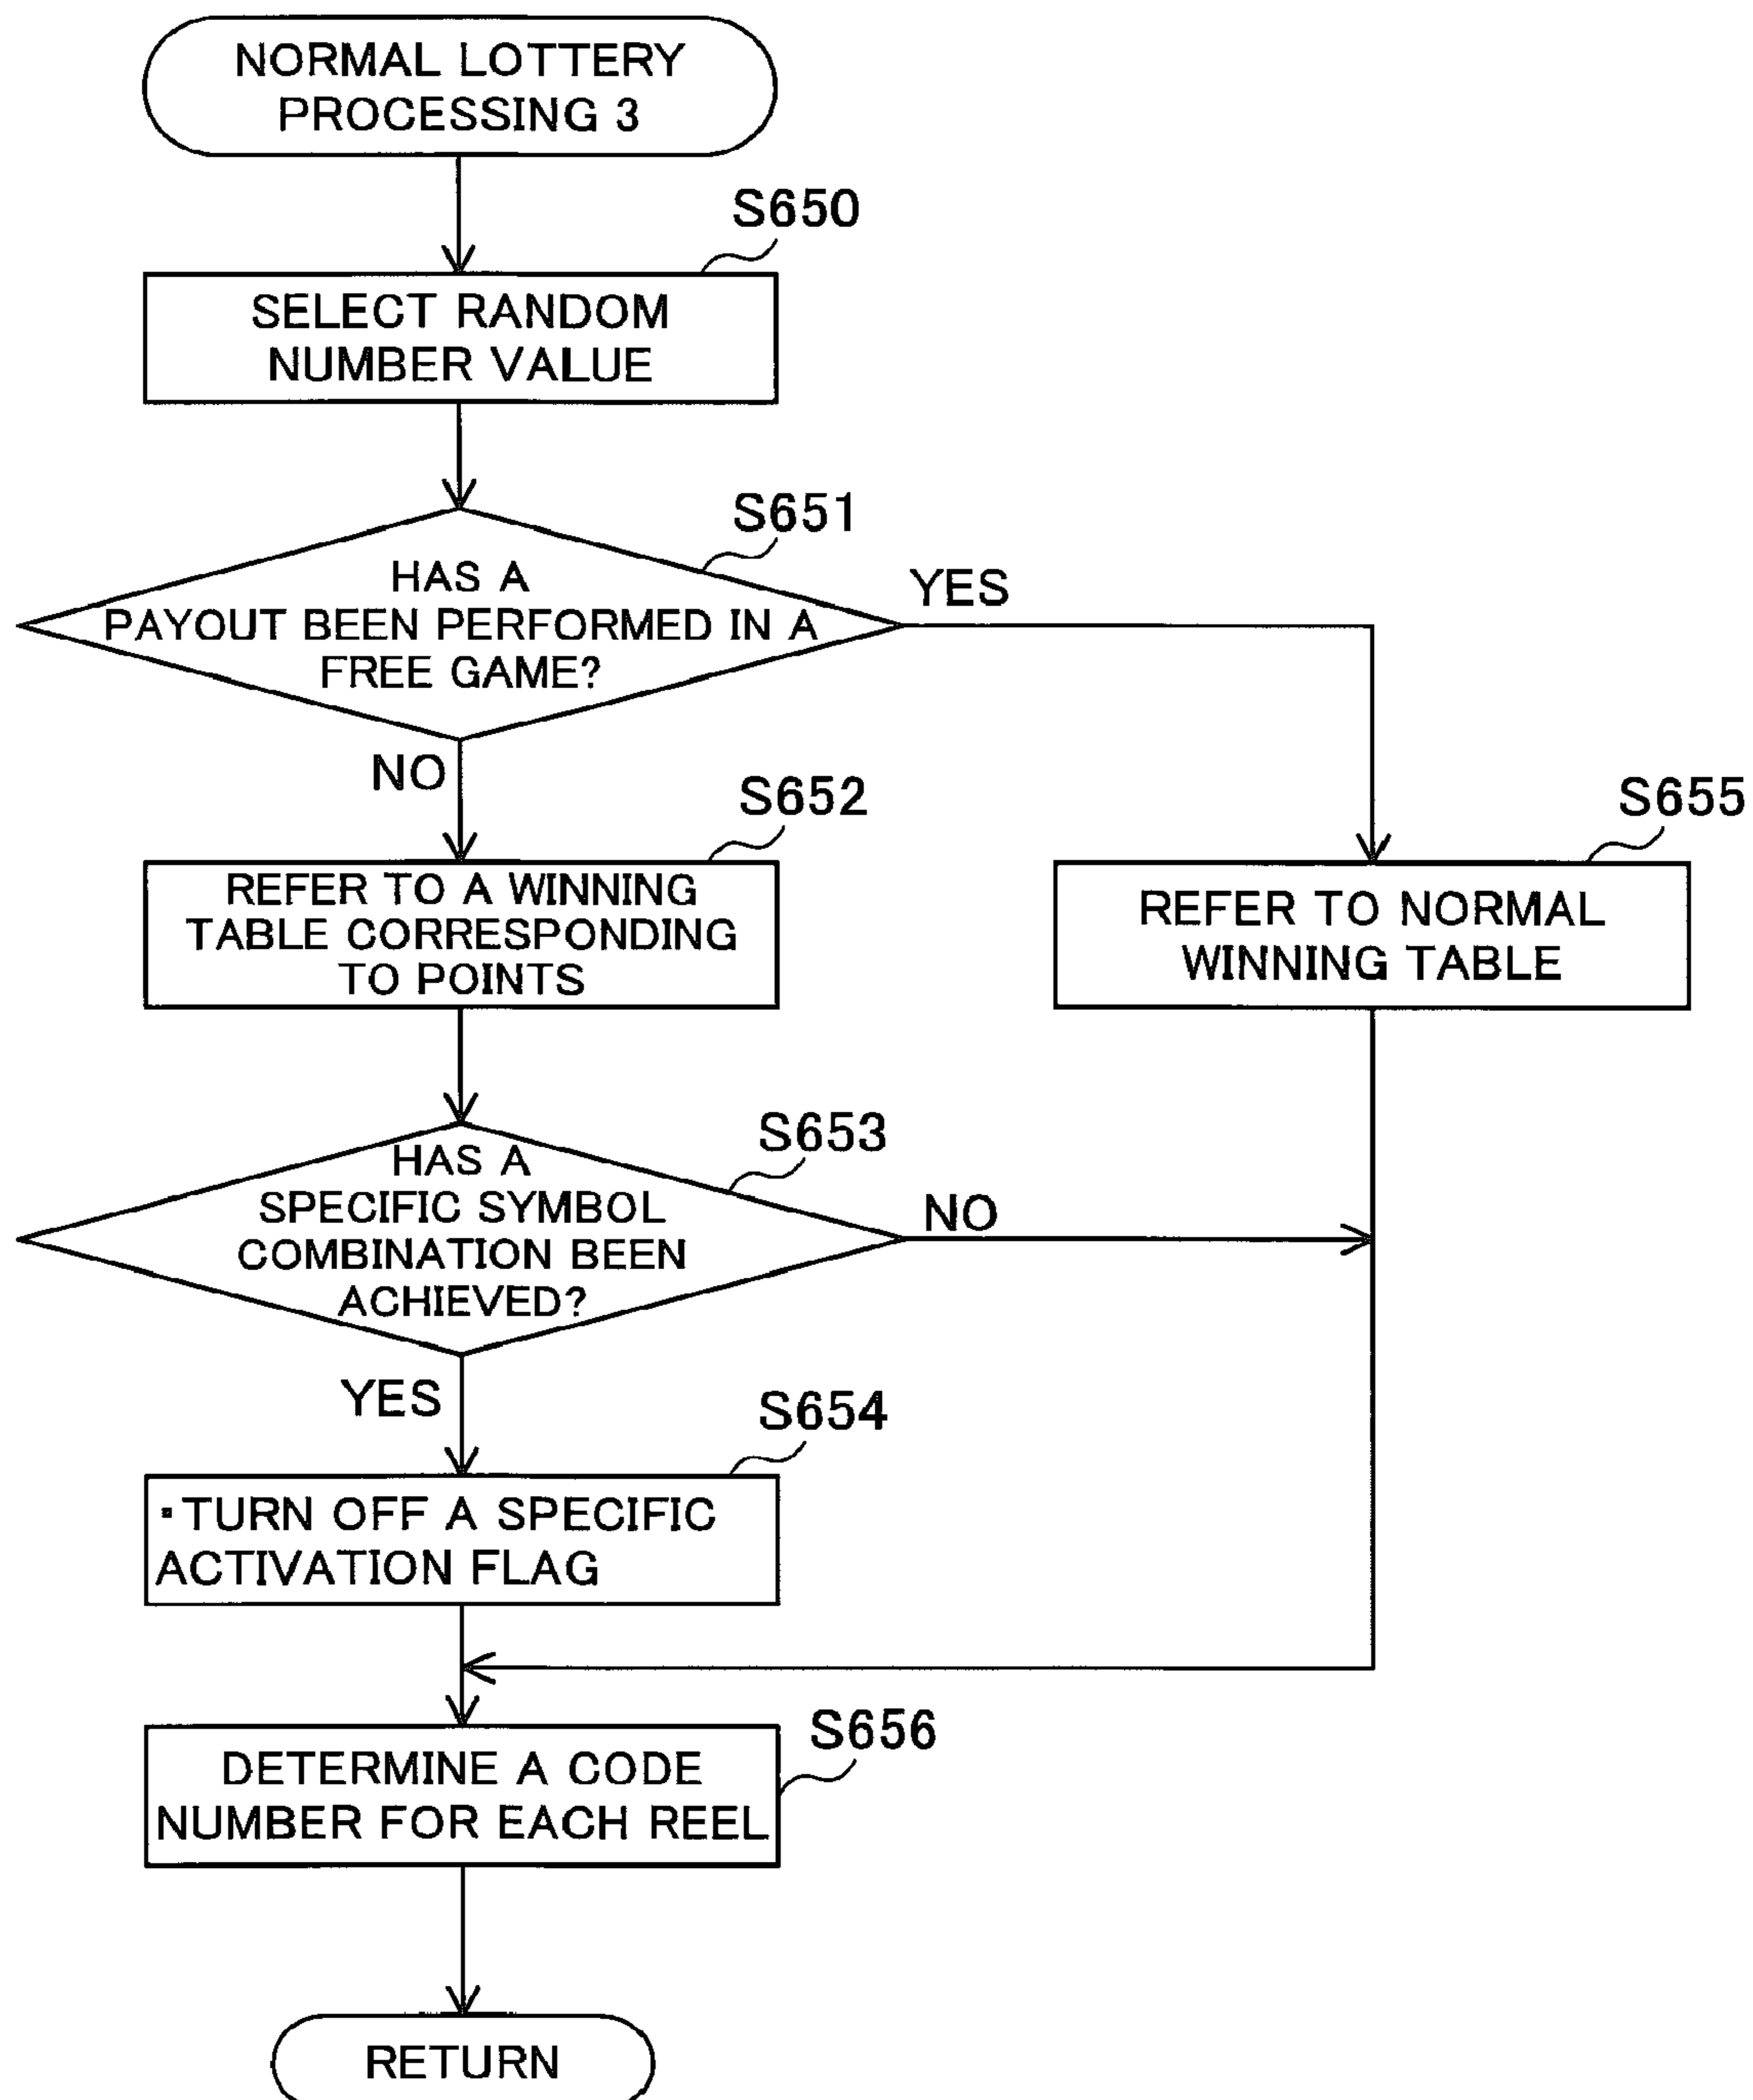 NORMAL LOTTERY
PROCESSING 3
S650
SELECT RANDOM
NUMBER VALUE
S651
HAS A
PAYOUT BEEN PERFORMED IN A
FREE GAME?
YES
NO
S652
REFER TO A WINNING
TABLE CORRESPONDING
TO POINTS
S655
REFER TO NORMAL
WINNING TABLE
S653
HAS A
SPECIFIC SYMBOL
COMBINATION BEEN
ACHIEVED?
NO
YES
S654
・TURN OFF A SPECIFIC
ACTIVATION FLAG
S656
DETERMINE A CODE
NUMBER FOR EACH REEL
RETURN